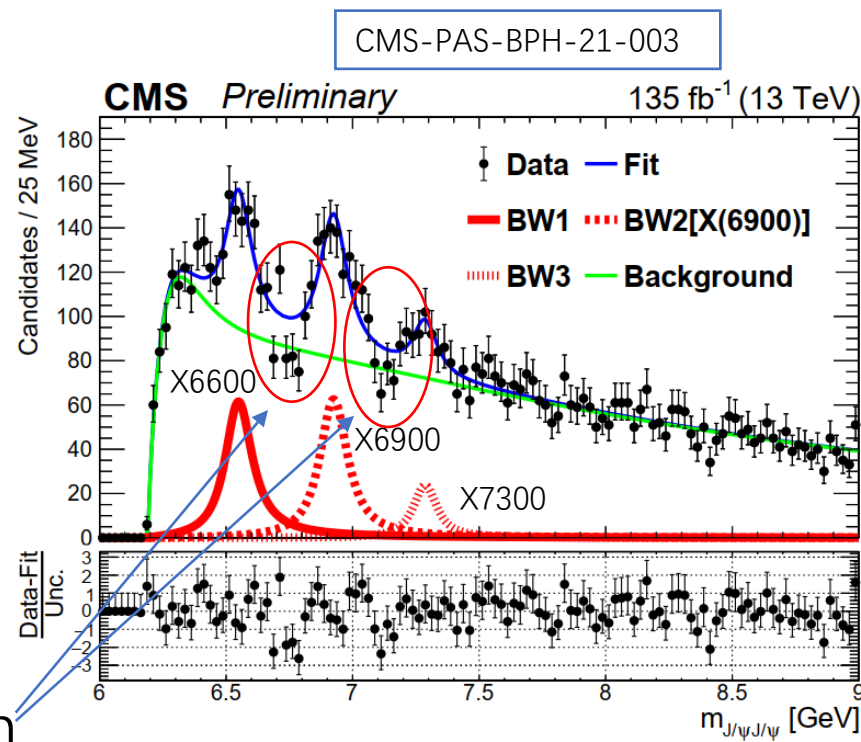 CMS-PAS-BPH-21-003
CMS Preliminary 135 fb⁻¹ (13 TeV)
Candidates / 25 MeV
180
160
140
120
100
80
60
40
20
0
Data Fit
BW1 BW2[X(6900)]
BW3 Background
X6600
X6900
X7300
Data-Fit
Unc.
3
2
1
0
−1
−2
−3
6 6.5 7 7.5 8 8.5 9
m_J/ψJ/ψ [GeV]